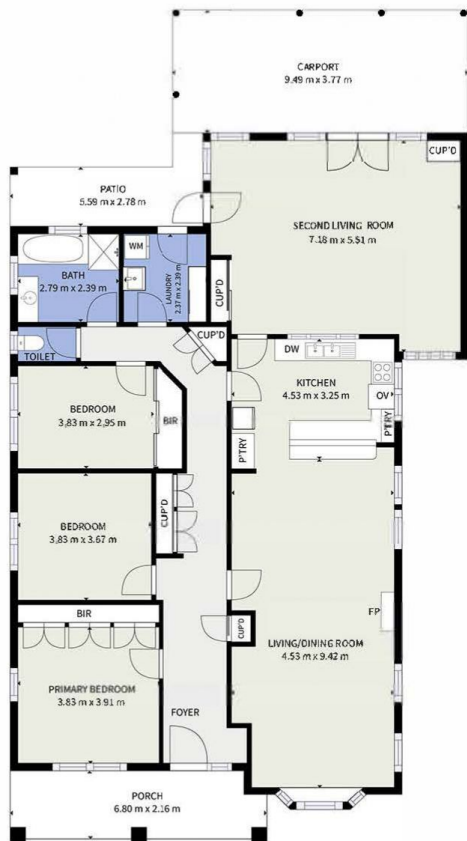 CARPORT
9.49 m x 3.77 m
CUP'D
PATIO
5.59 m x 2.78 m
SECOND LIVING ROOM
7.18 m x 5.51 m
WM
BATH
2.79 m x 2.39 m
LAUNDRY
2.37 m x 2.39 m
CUP'D
CUP'D
TOILET
DW
KITCHEN
4.53 m x 3.25 m
OV
P'TRY
P'TRY
BEDROOM
3.83 m x 2.95 m
BIR
BEDROOM
3.83 m x 3.67 m
CUP'D
BIR
FP
CUP'D
LIVING/DINING ROOM
4.53 m x 9.42 m
PRIMARY BEDROOM
3.83 m x 3.91 m
FOYER
PORCH
6.80 m x 2.16 m